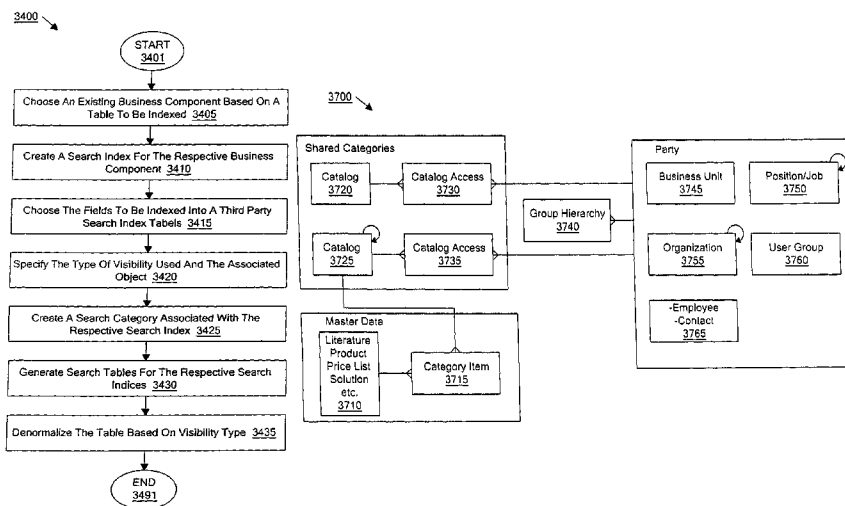 3400
START
3401
Choose An Existing Business Component Based On A
Table To Be Indexed 3405
Create A Search Index For The Respective Business
Component 3410
Choose The Fields To Be Indexed Into A Third Party
Search Index Tabels 3415
Specify The Type Of Visibility Used And The Associated
Object 3420
Create A Search Category Associated With The
Respective Search Index 3425
Generate Search Tables For The Respective Search
Indices 3430
Denormalize The Table Based On Visibility Type 3435
END
3491
3700
Shared Categories
Catalog
3720
Catalog Access
3730
Catalog
3725
Catalog Access
3735
Group Hierarchy
3740
Master Data
Literature
Product
Price List
Solution
etc.
3710
Category Item
3715
Party
Business Unit
3745
Position/Job
3750
Organization
3755
User Group
3760
-Employee
-Contact
3765